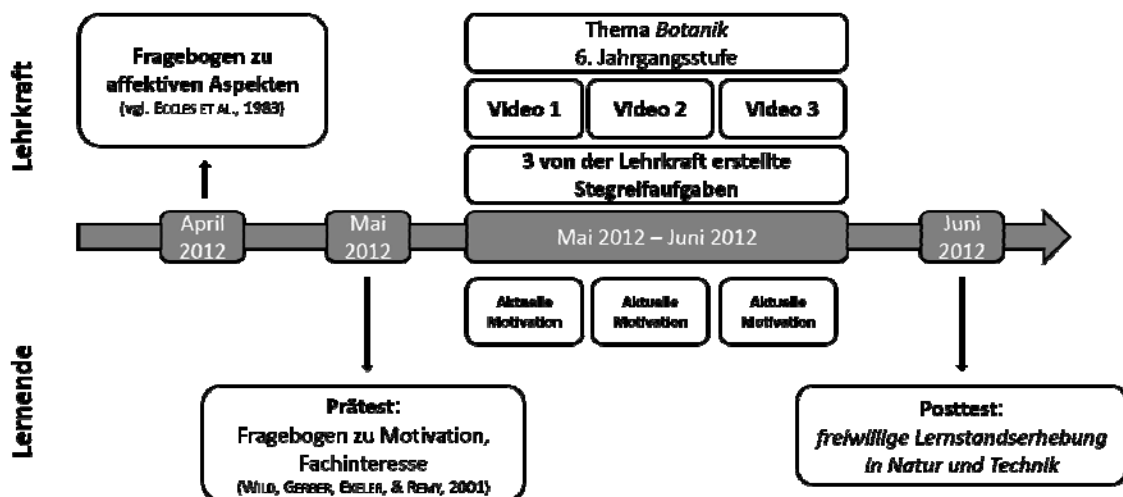 Lehrkraft
Fragebogen zu
affektiven Aspekten
(vgl. ECCLES ET AL., 1983)
Thema Botanik
6. Jahrgangsstufe
Video 1
Video 2
Video 3
3 von der Lehrkraft erstellte
Stegreifaufgaben
April
2012
Mai
2012
Mai 2012 – Juni 2012
Juni
2012
Lernende
Aktuelle
Motivation
Aktuelle
Motivation
Aktuelle
Motivation
Prätest:
Fragebogen zu Motivation,
Fachinteresse
(WILD, GERBER, EXELER, & REMY, 2001)
Posttest:
freiwillige Lernstandserhebung
in Natur und Technik